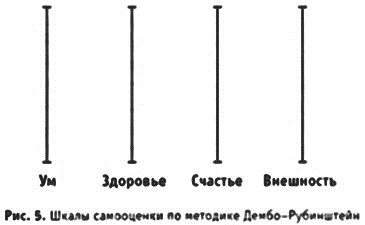 Ум Здоровье Счастье Внешность
Рис. 5. Шкалы самооценки по методике Дембо-Рубинштейн